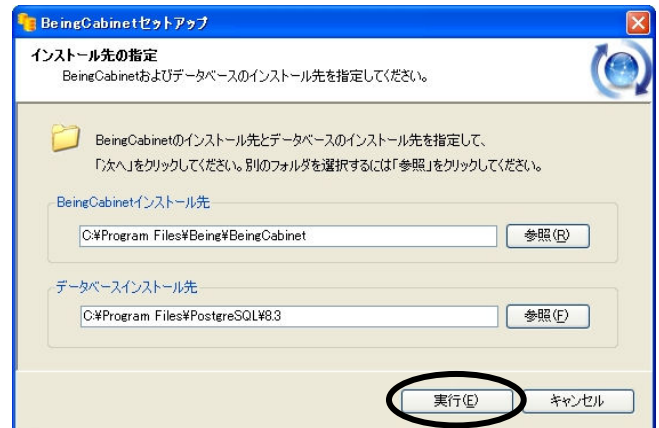 BeingCabinetセットアップ
インストール先の指定
BeingCabinetおよびデータベースのインストール先を指定してください。
BeingCabinetのインストール先とデータベースのインストール先を指定して、
「次へ」をクリックしてください。別のフォルダを選択するには「参照」をクリックしてください。
BeingCabinetインストール先
C:¥Program Files¥Being¥BeingCabinet 参照(R)
データベースインストール先
C:¥Program Files¥PostgreSQL¥8.3 参照(F)
実行(E) キャンセル